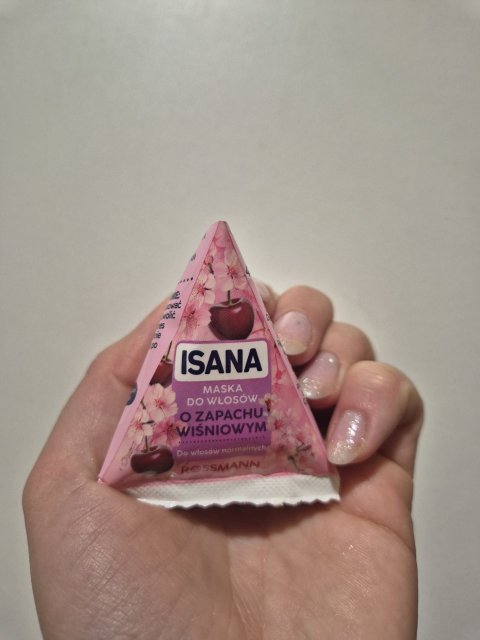 ISANA
MASKA
DO WŁOSÓW
O ZAPACHU
WIŚNIOWYM
Do włosów normalnych
ROSSMANN